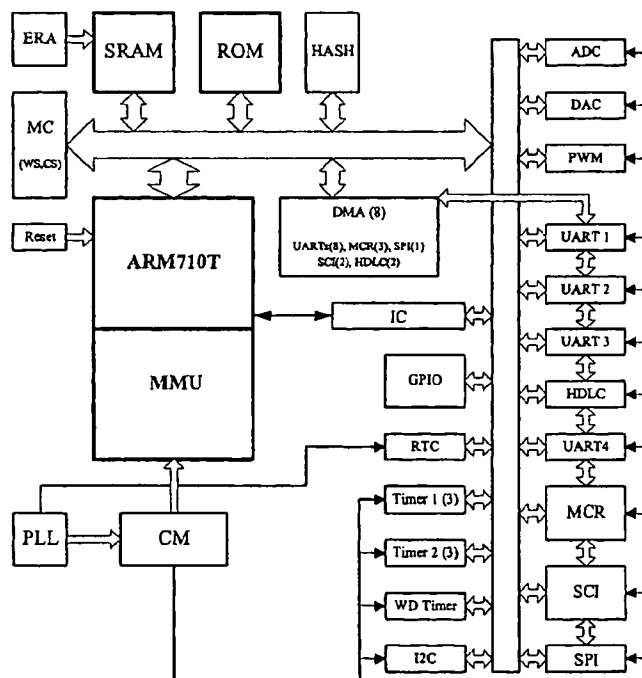 ERA
SRAM
ROM
HASH
ADC
MC
(WS,CS)
DAC
PWM
Reset
ARM710T
MMU
DMA (8)
UARTs(8), MCR(3), SPI(1)
SCI(2), HDLC(2)
UART 1
UART 2
IC
UART 3
GPIO
HDLC
RTC
UART4
PLL
CM
Timer 1 (3)
MCR
Timer 2 (3)
WD Timer
SCI
I2C
SPI